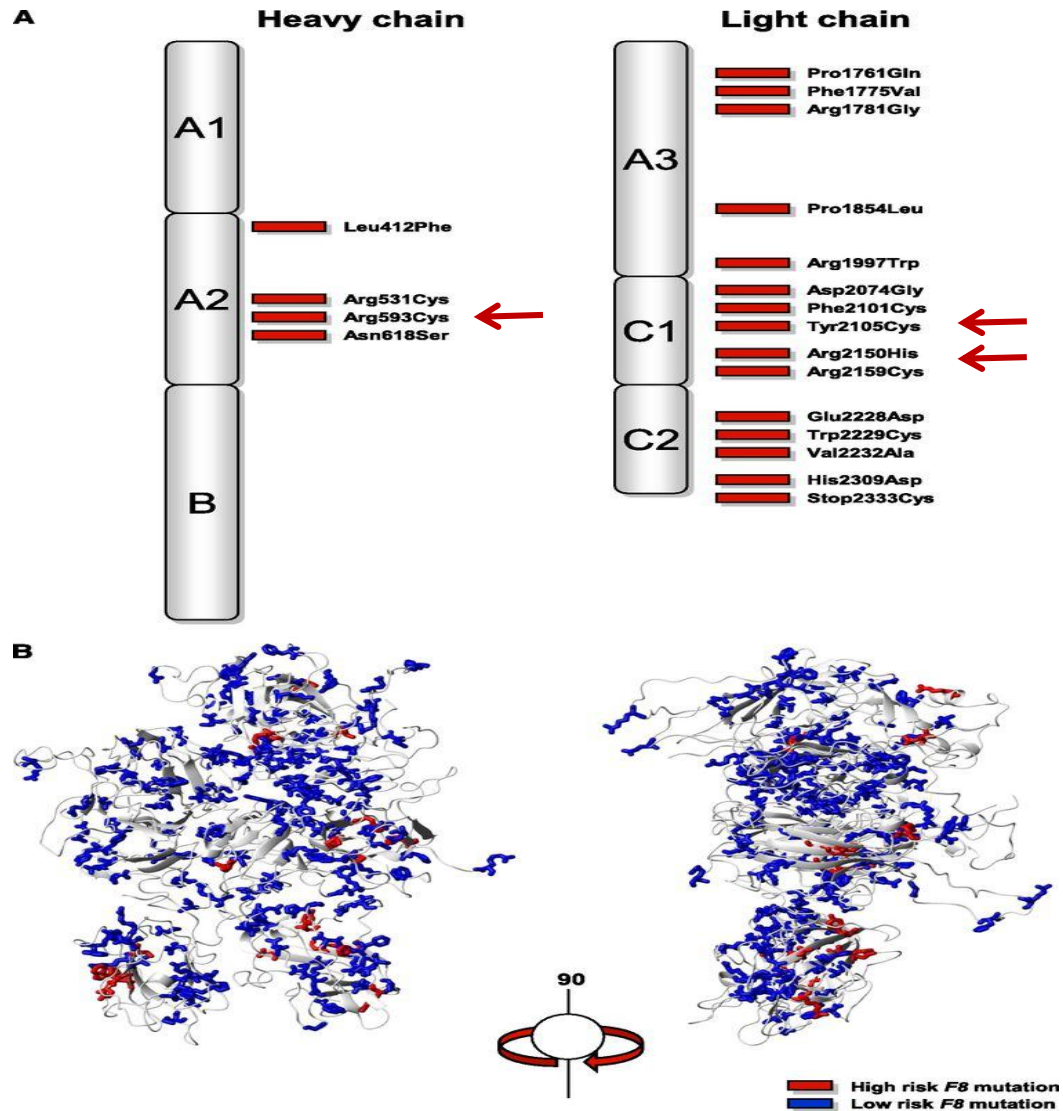 A
Heavy chain
Light chain
A1
A2
B
Leu412Phe
Arg531Cys
Arg593Cys
Asn618Ser
A3
C1
C2
Pro1761Gln
Phe1775Val
Arg1781Gly
Pro1854Leu
Arg1997Trp
Asp2074Gly
Phe2101Cys
Tyr2105Cys
Arg2150His
Arg2159Cys
Glu2228Asp
Trp2229Cys
Val2232Ala
His2309Asp
Stop2333Cys
B
90
High risk F8 mutation
Low risk F8 mutation